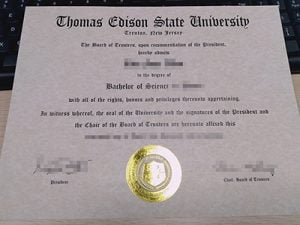 Thomas Edison State University
Trenton, New Jersey
The Board of Trustees, upon recommendation of the President,
hereby admits
to the degree of
Bachelor of Science
with all of the rights, honors and privileges thereunto appertaining.
In witness whereof, the seal of the University and the signatures of the President and
the Chair of the Board of Trustees are hereunto affixed this
President
Chair, Board of Trustees